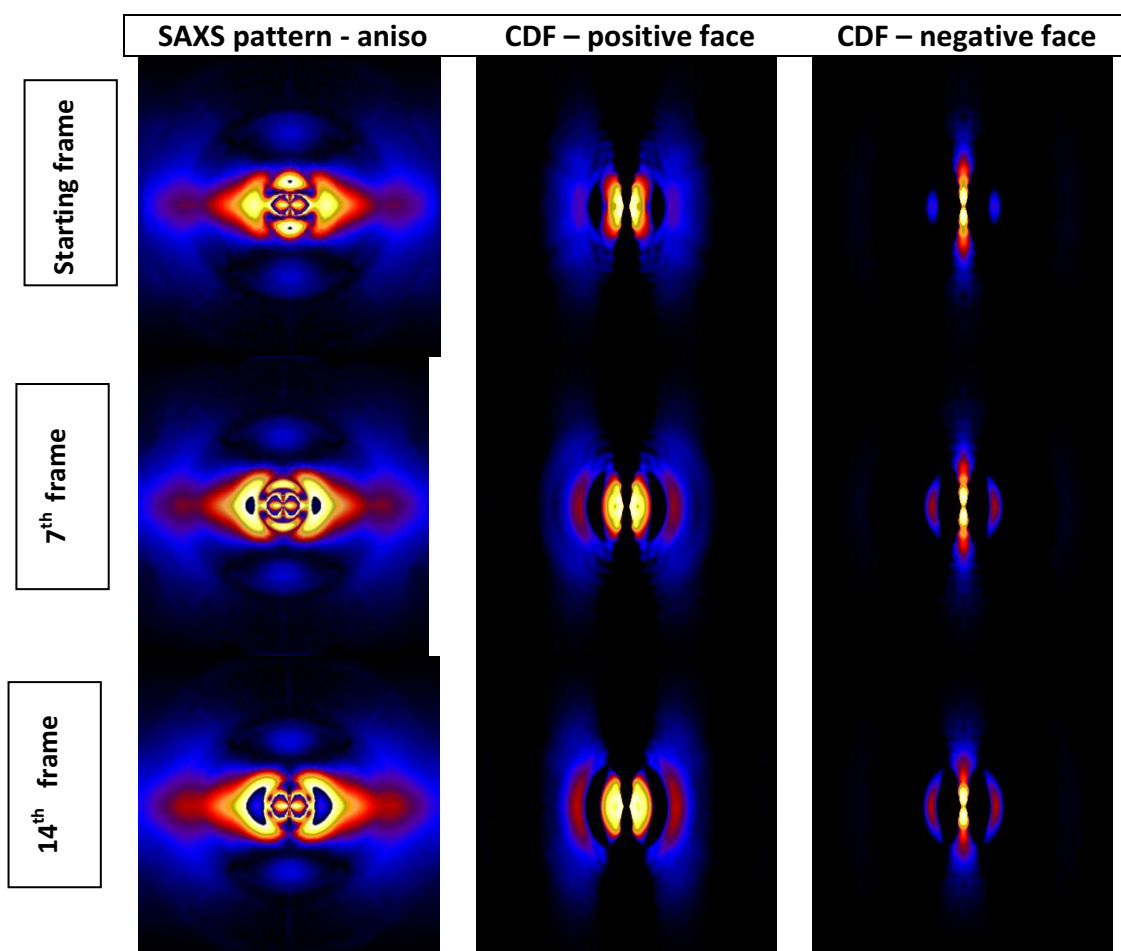 SAXS pattern - aniso CDF – positive face CDF – negative face
Starting frame
7th frame
14th frame